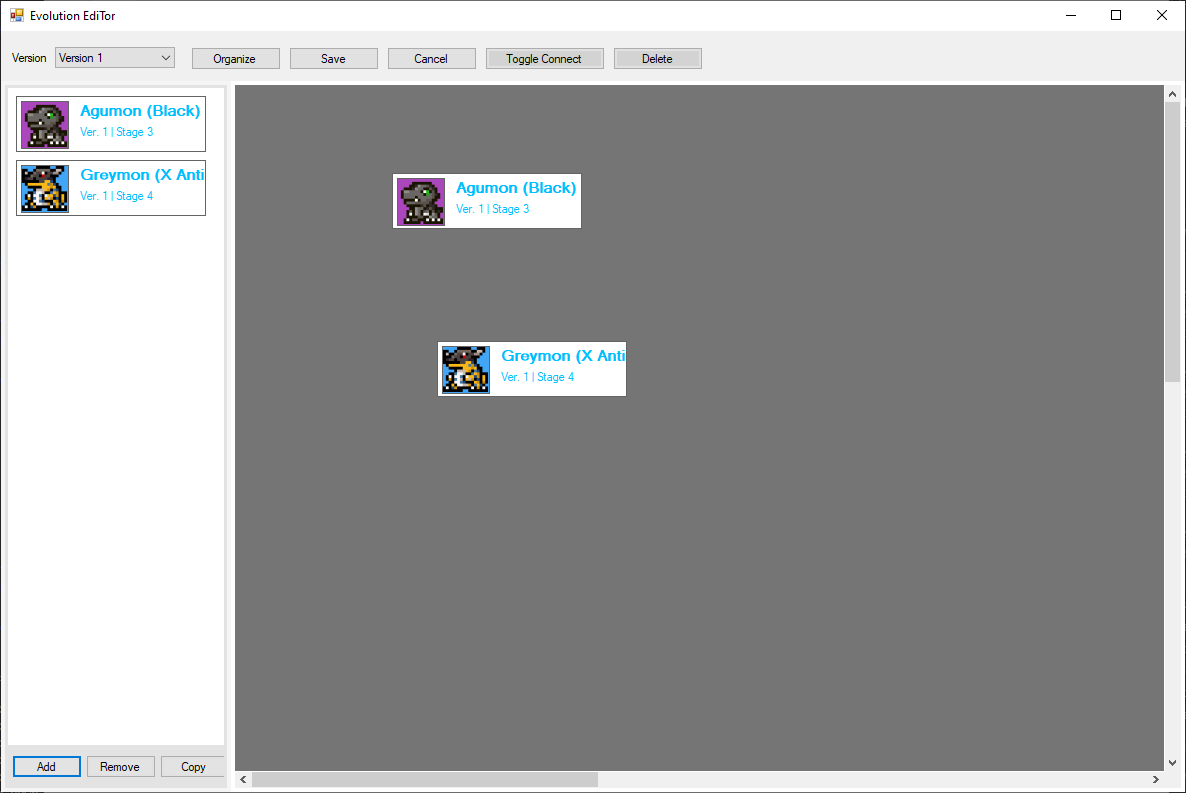 Evolution EdiTor
Version
Version 1
Organize
Save
Cancel
Toggle Connect
Delete
Agumon (Black)
Ver. 1 | Stage 3
Greymon (X Anti
Ver. 1 | Stage 4
Agumon (Black)
Ver. 1 | Stage 3
Greymon (X Anti
Ver. 1 | Stage 4
Add
Remove
Copy